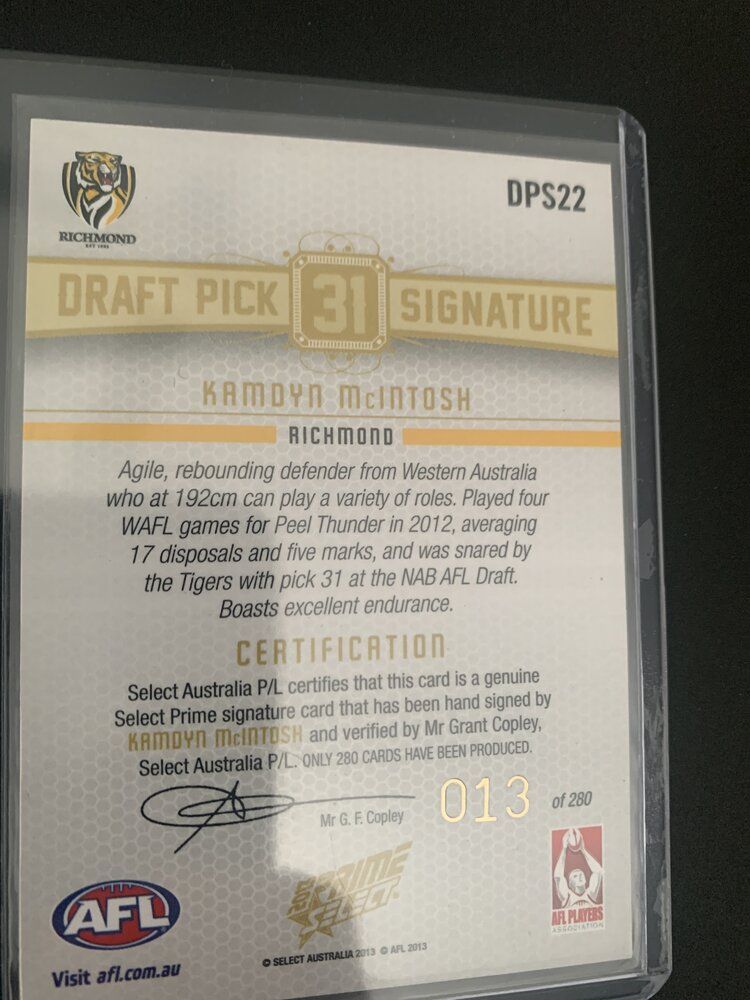 DPS22
RICHMOND
DRAFT PICK 31 SIGNATURE
KAMDYN McINTOSH
RICHMOND
Agile, rebounding defender from Western Australia
who at 192cm can play a variety of roles. Played four
WAFL games for Peel Thunder in 2012, averaging
17 disposals and five marks, and was snared by
the Tigers with pick 31 at the NAB AFL Draft.
Boasts excellent endurance.
CERTIFICATION
Select Australia P/L certifies that this card is a genuine
Select Prime signature card that has been hand signed by
KAMDYN McINTOSH and verified by Mr Grant Copley,
Select Australia P/L. ONLY 280 CARDS HAVE BEEN PRODUCED.
Mr G. F. Copley
013 of 280
PRIME
SELECT
AFL PLAYERS
ASSOCIATION
AFL
Visit afl.com.au
© SELECT AUSTRALIA 2013 © AFL 2013